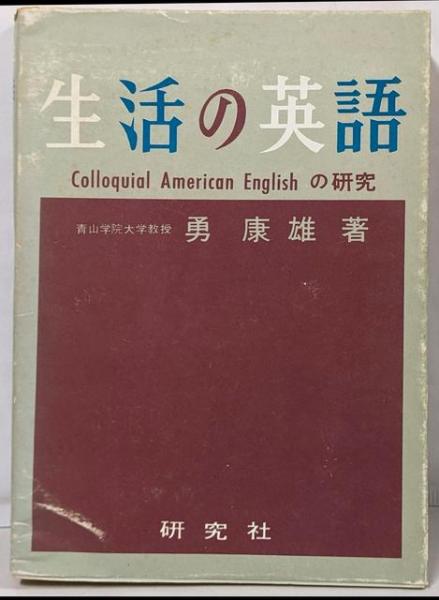 生活の英語
Colloquial American English の研究
青山学院大学教授 勇 康雄 著
研究社